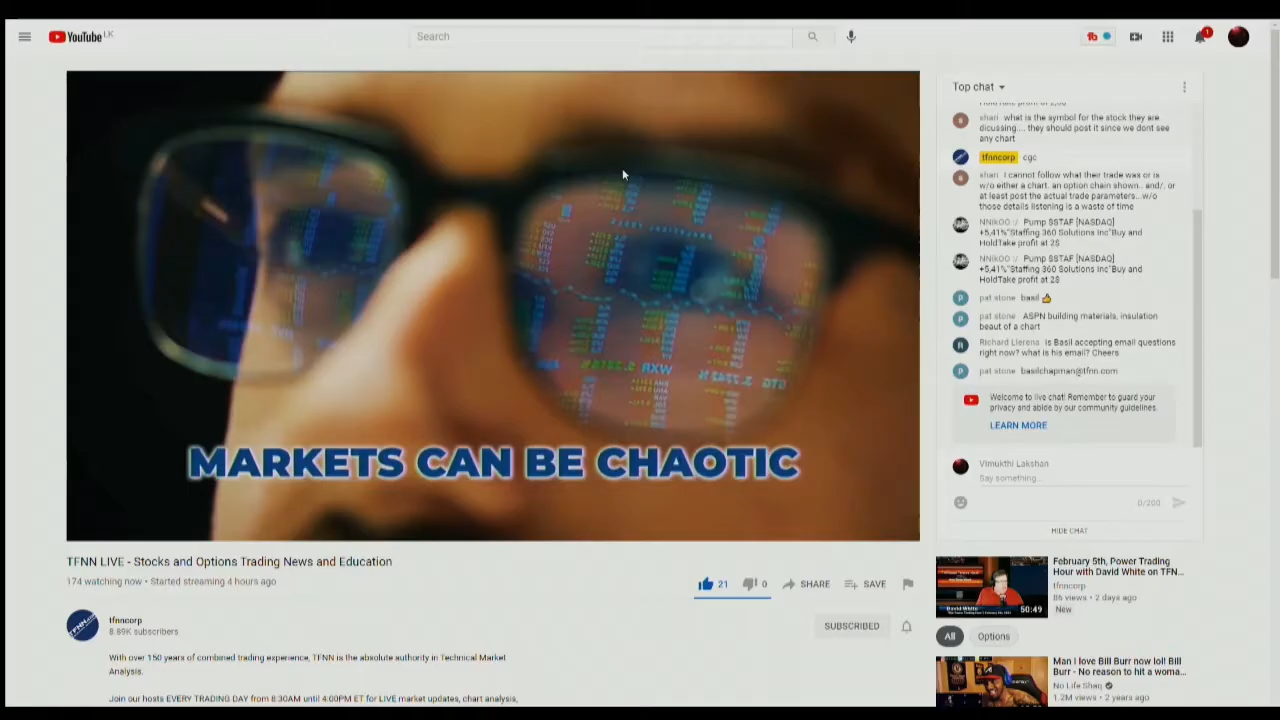 YouTube LK
Search
1
Top chat
shari what is the symbol for the stock they are
dicussing.... they should post it since we dont see
any chart
tfnncorp cgc
shari I cannot follow what their trade was or is
w/o either a chart. an option chain shown.. and/. or
at least post the actual trade parameters...w/o
those details listening is a waste of time
NNikOO :/ Pump $STAF [NASDAQ]
+5,41%"Staffing 360 Solutions Inc"Buy and
HoldTake profit at 2$
NNikOO :/ Pump $STAF [NASDAQ]
+5,41%"Staffing 360 Solutions Inc"Buy and
HoldTake profit at 2$
pat stone basil 👍
pat stone ASPN building materials, insulation
beaut of a chart
Richard Llerena is Basil accepting email questions
right now? what is his email? Cheers
pat stone basilchapman@tfnn.com
Welcome to live chat! Remember to guard your
privacy and abide by our community guidelines.
LEARN MORE
Vimukthi Lakshan
Say something...
0/200
HIDE CHAT
MARKETS CAN BE CHAOTIC
TFNN LIVE - Stocks and Options Trading News and Education
174 watching now • Started streaming 4 hours ago
21 0 SHARE SAVE
tfnncorp
8.89K subscribers
SUBSCRIBED
With over 150 years of combined trading experience, TFNN is the absolute authority in Technical Market
Analysis.
Join our hosts EVERY TRADING DAY from 8:30AM until 4:00PM ET for LIVE market updates, chart analysis,
February 5th, Power Trading
Hour with David White on TFN...
tfnncorp
86 views • 2 days ago
New
David White
50:49
All Options
Man I love Bill Burr now lol! Bill
Burr - No reason to hit a woma...
No Life Shaq
1.2M views • 2 years ago